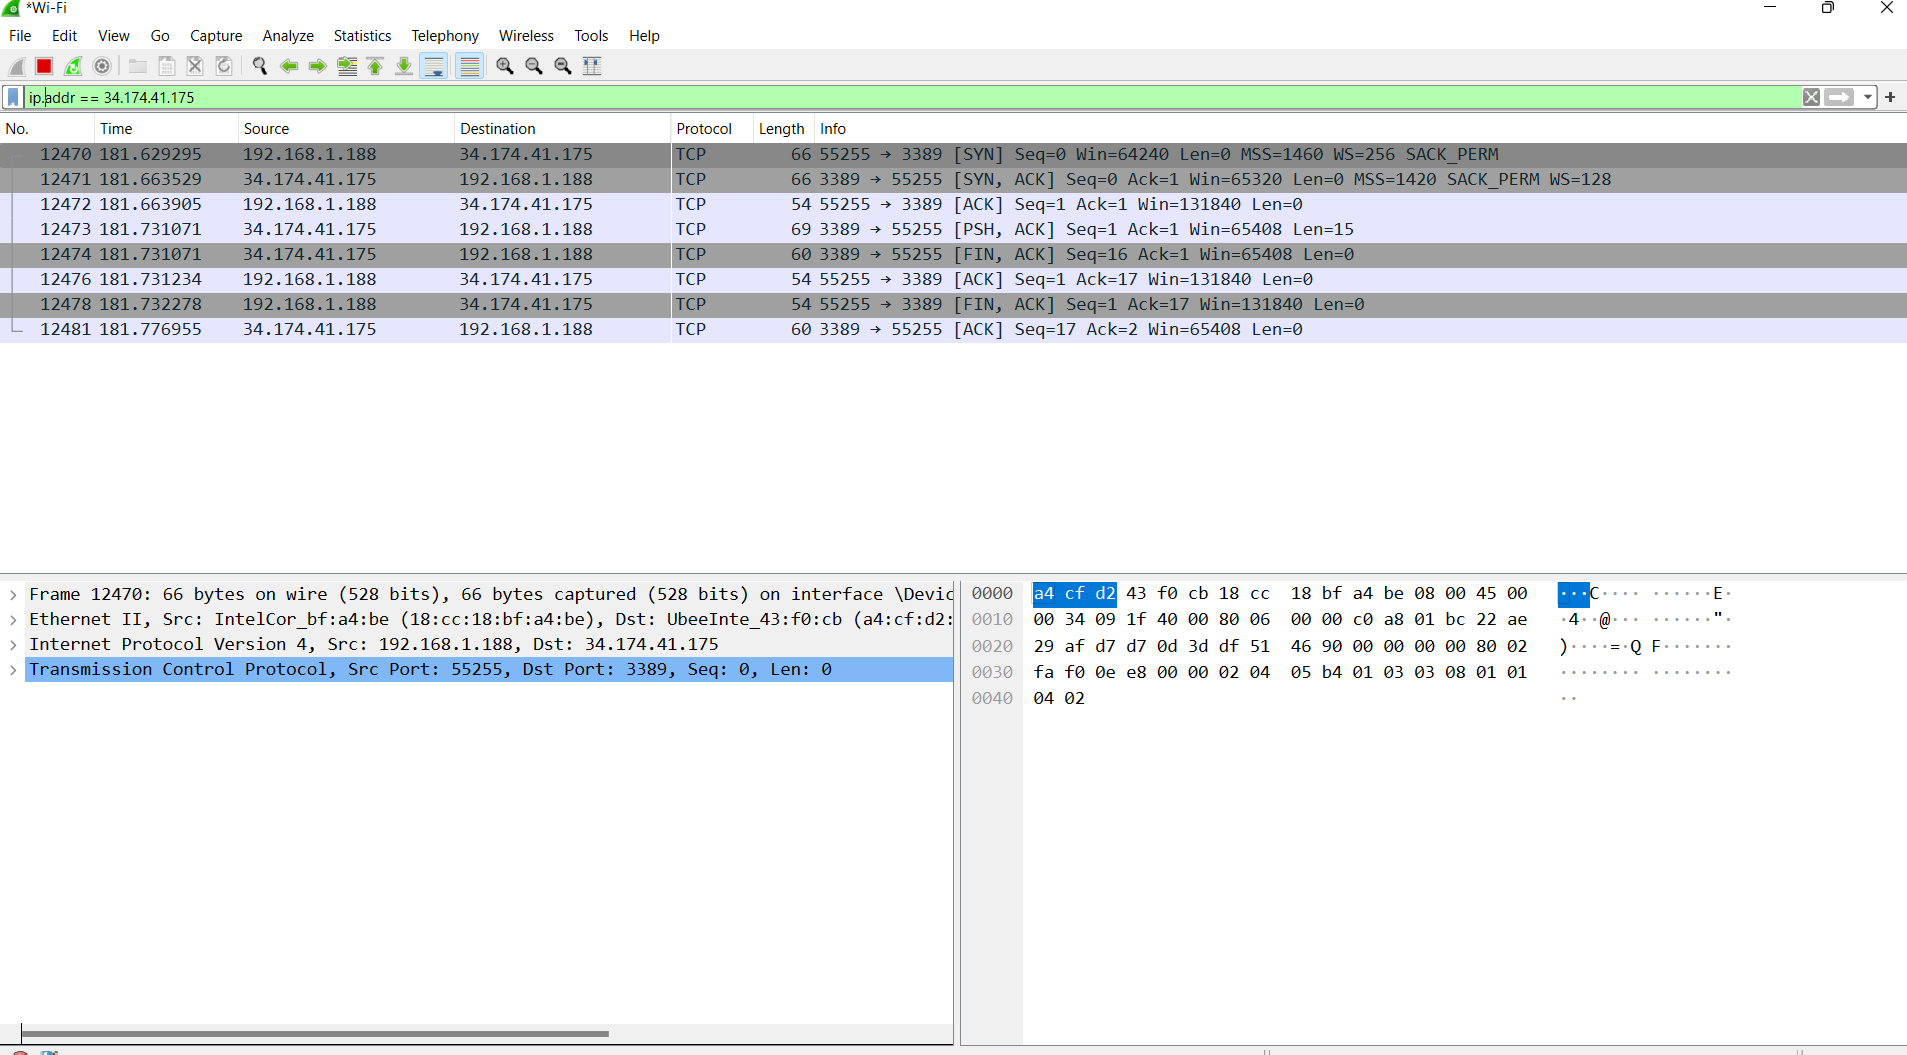 *Wi-Fi
File Edit View Go Capture Analyze Statistics Telephony Wireless Tools Help
ip.addr == 34.174.41.175
No. Time Source Destination Protocol Length Info
12470 181.629295 192.168.1.188 34.174.41.175 TCP 66 55255 → 3389 [SYN] Seq=0 Win=64240 Len=0 MSS=1460 WS=256 SACK_PERM
12471 181.663529 34.174.41.175 192.168.1.188 TCP 66 3389 → 55255 [SYN, ACK] Seq=0 Ack=1 Win=65320 Len=0 MSS=1420 SACK_PERM WS=128
12472 181.663905 192.168.1.188 34.174.41.175 TCP 54 55255 → 3389 [ACK] Seq=1 Ack=1 Win=131840 Len=0
12473 181.731071 34.174.41.175 192.168.1.188 TCP 69 3389 → 55255 [PSH, ACK] Seq=1 Ack=1 Win=65408 Len=15
12474 181.731071 34.174.41.175 192.168.1.188 TCP 60 3389 → 55255 [FIN, ACK] Seq=16 Ack=1 Win=65408 Len=0
12476 181.731234 192.168.1.188 34.174.41.175 TCP 54 55255 → 3389 [ACK] Seq=1 Ack=17 Win=131840 Len=0
12478 181.732278 192.168.1.188 34.174.41.175 TCP 54 55255 → 3389 [FIN, ACK] Seq=1 Ack=17 Win=131840 Len=0
12481 181.776955 34.174.41.175 192.168.1.188 TCP 60 3389 → 55255 [ACK] Seq=17 Ack=2 Win=65408 Len=0
Frame 12470: 66 bytes on wire (528 bits), 66 bytes captured (528 bits) on interface \Devic
Ethernet II, Src: IntelCor_bf:a4:be (18:cc:18:bf:a4:be), Dst: UbeeInte_43:f0:cb (a4:cf:d2:
Internet Protocol Version 4, Src: 192.168.1.188, Dst: 34.174.41.175
Transmission Control Protocol, Src Port: 55255, Dst Port: 3389, Seq: 0, Len: 0
0000 a4 cf d2 43 f0 cb 18 cc 18 bf a4 be 08 00 45 00 ···C···· ······E·
0010 00 34 09 1f 40 00 80 06 00 00 c0 a8 01 bc 22 ae ·4··@··· ······"·
0020 29 af d7 d7 0d 3d df 51 46 90 00 00 00 00 80 02 )····=·Q F·······
0030 fa f0 0e e8 00 00 02 04 05 b4 01 03 03 08 01 01 ········ ········
0040 04 02 ··